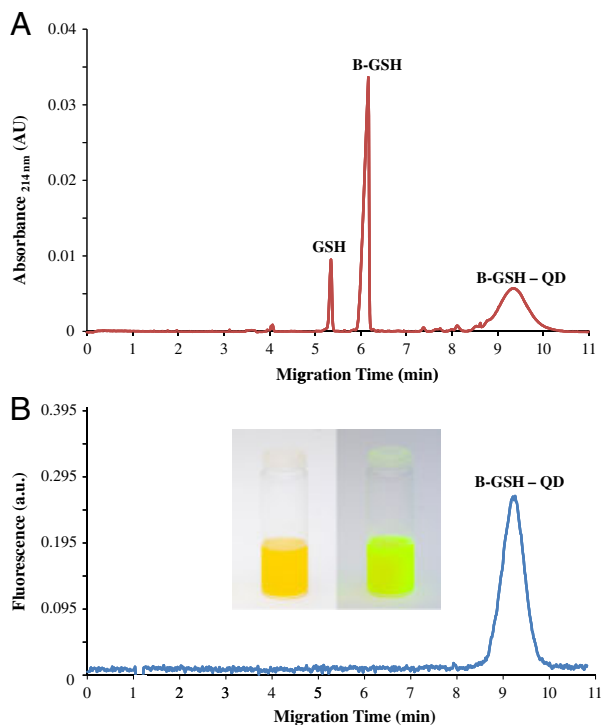 A
0.04
0.03
0.02
0.01
0
Absorbance 214 nm (AU)
B-GSH
GSH
B-GSH – QD
0 1 2 3 4 5 6 7 8 9 10 11
Migration Time (min)
B
0.395
0.295
0.195
0.095
0
Fluorescence (a.u.)
B-GSH – QD
0 1 2 3 4 5 6 7 8 9 10 11
Migration Time (min)